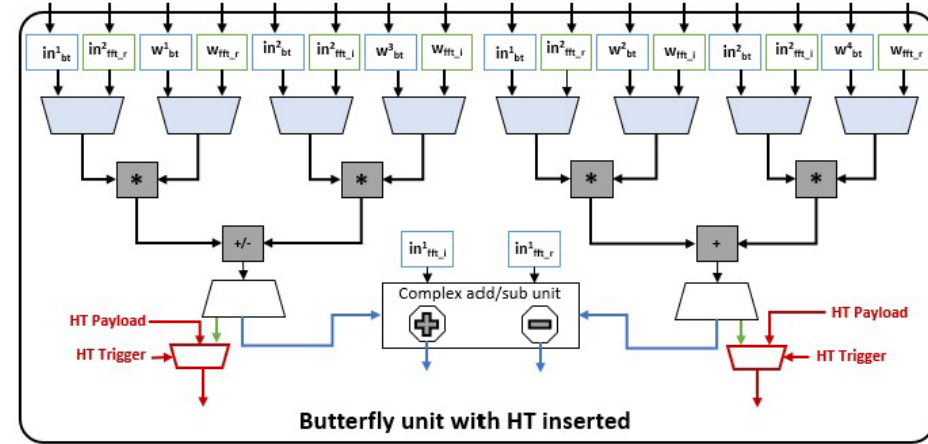 in¹bt in²fft_r w¹bt wfft_r in²bt in²fft_i w³bt wfft_i in¹bt in²fft_r w²bt wfft_i in²bt in²fft_i w⁴bt wfft_r
* * * *
+/- +
in¹fft_i in¹fft_r
Complex add/sub unit
HT Payload HT Payload
HT Trigger HT Trigger
Butterfly unit with HT inserted